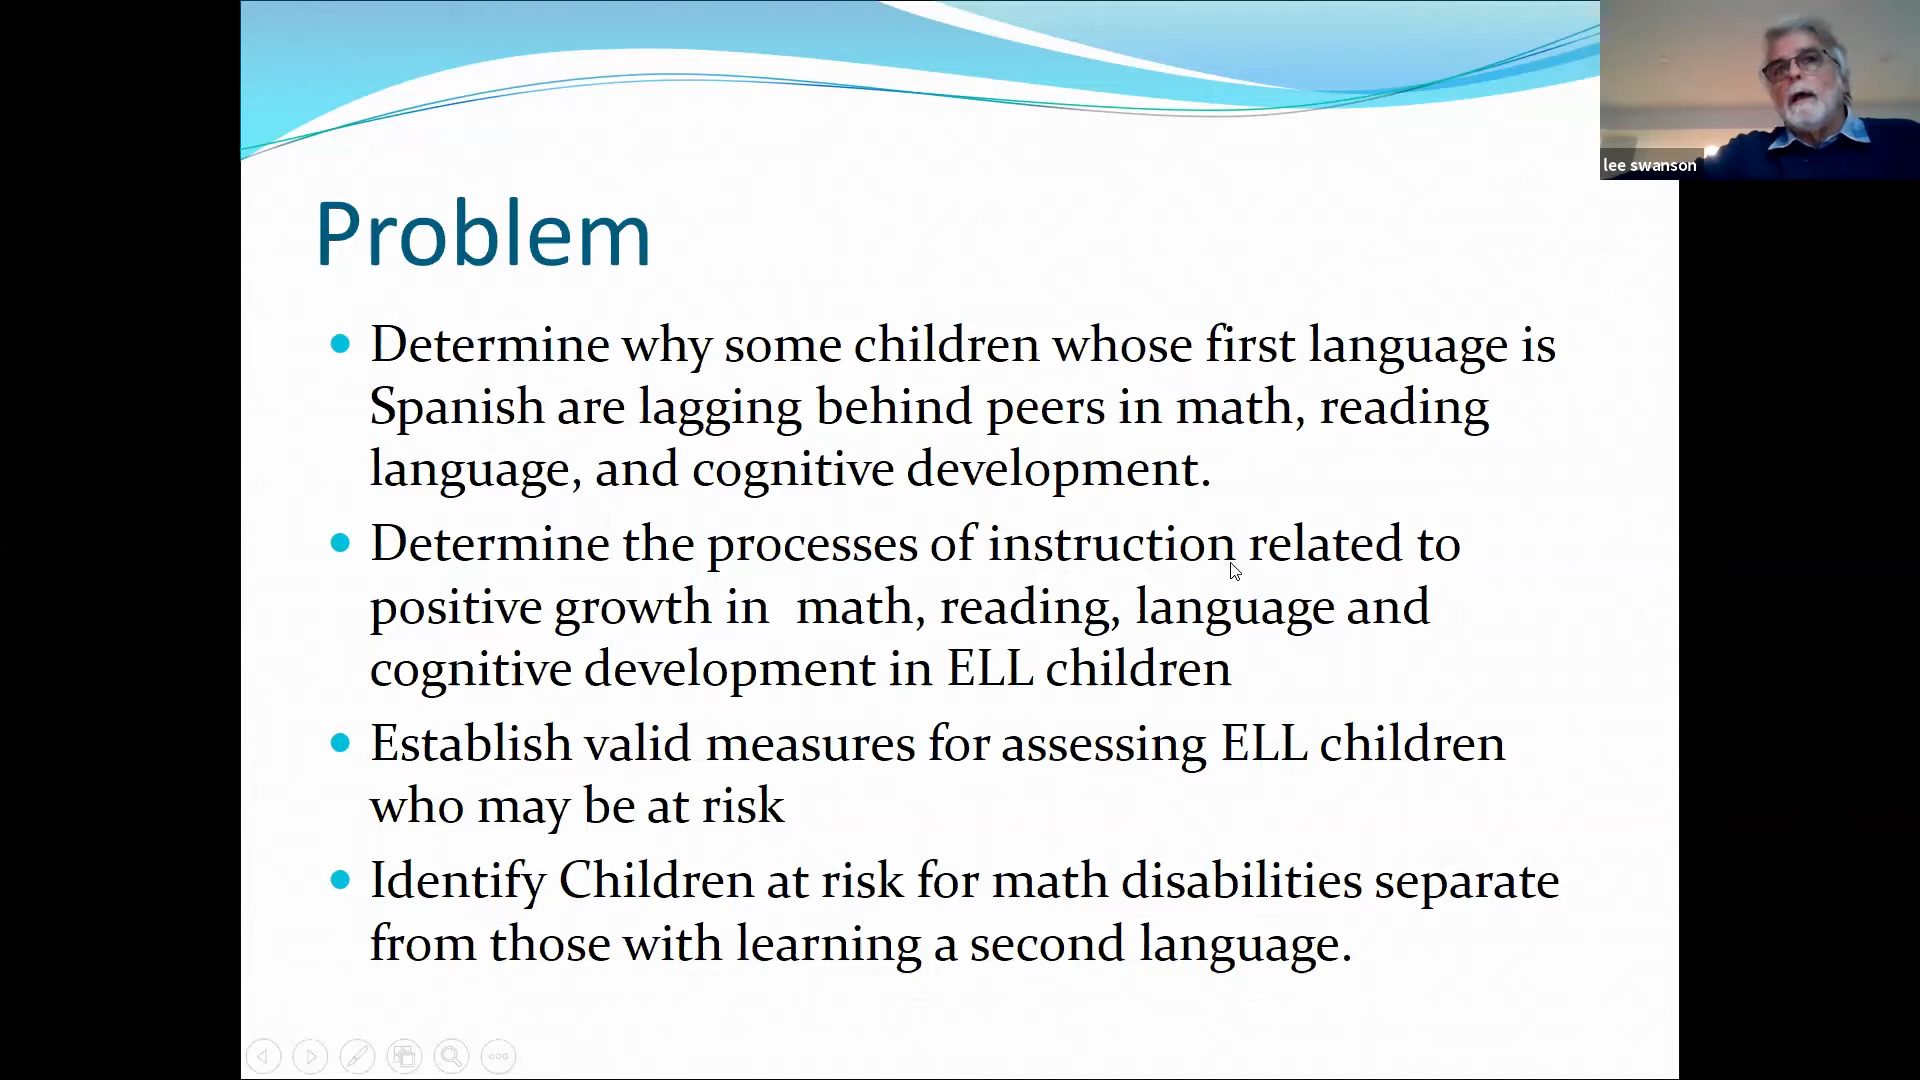 lee swanson
Problem
Determine why some children whose first language is
Spanish are lagging behind peers in math, reading
language, and cognitive development.
Determine the processes of instruction related to
positive growth in  math, reading, language and
cognitive development in ELL children
Establish valid measures for assessing ELL children
who may be at risk
Identify Children at risk for math disabilities separate
from those with learning a second language.